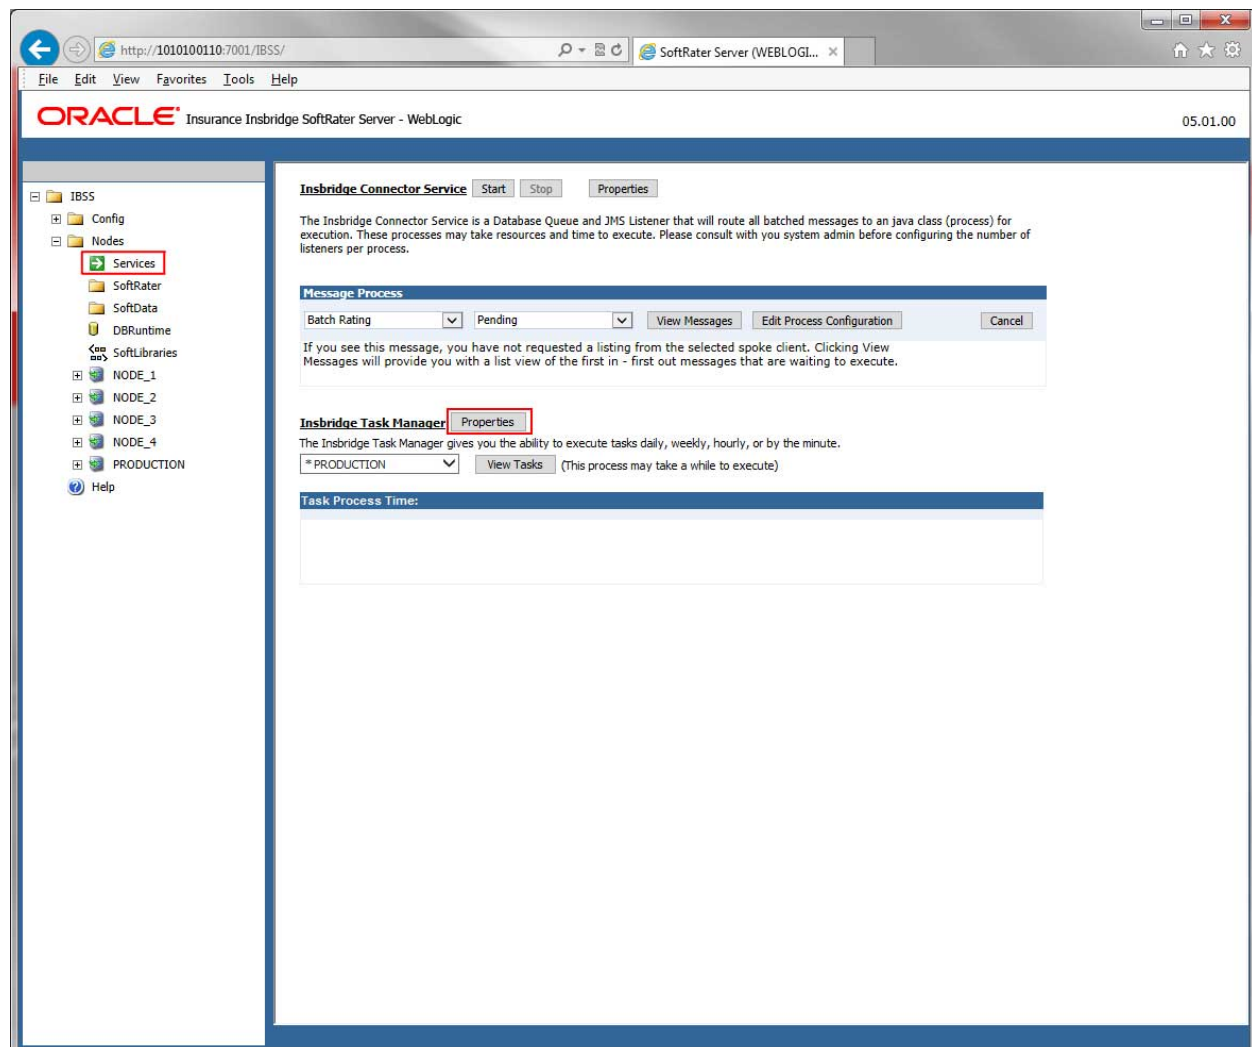 http://1010100110:7001/IBSS/
SoftRater Server (WEBLOGI...
File Edit View Favorites Tools Help
ORACLE Insurance Insbridge SoftRater Server - WebLogic
05.01.00
IBSS
Config
Nodes
Services
SoftRater
SoftData
DBRuntime
SoftLibraries
NODE_1
NODE_2
NODE_3
NODE_4
PRODUCTION
Help
Insbridge Connector Service Start Stop Properties
The Insbridge Connector Service is a Database Queue and JMS Listener that will route all batched messages to an java class (process) for
execution. These processes may take resources and time to execute. Please consult with you system admin before configuring the number of
listeners per process.
Message Process
Batch Rating Pending View Messages Edit Process Configuration Cancel
If you see this message, you have not requested a listing from the selected spoke client. Clicking View
Messages will provide you with a list view of the first in - first out messages that are waiting to execute.
Insbridge Task Manager Properties
The Insbridge Task Manager gives you the ability to execute tasks daily, weekly, hourly, or by the minute.
* PRODUCTION View Tasks (This process may take a while to execute)
Task Process Time: